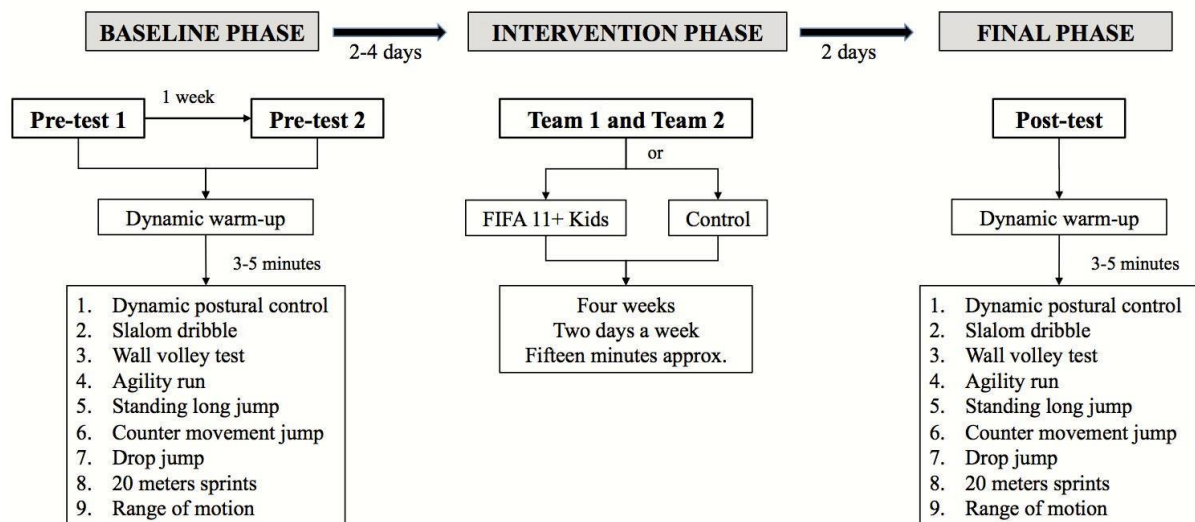 BASELINE PHASE
2-4 days
INTERVENTION PHASE
2 days
FINAL PHASE
Pre-test 1
1 week
Pre-test 2
Dynamic warm-up
3-5 minutes
1. Dynamic postural control
2. Slalom dribble
3. Wall volley test
4. Agility run
5. Standing long jump
6. Counter movement jump
7. Drop jump
8. 20 meters sprints
9. Range of motion
Team 1 and Team 2
or
FIFA 11+ Kids
Control
Four weeks
Two days a week
Fifteen minutes approx.
Post-test
Dynamic warm-up
3-5 minutes
1. Dynamic postural control
2. Slalom dribble
3. Wall volley test
4. Agility run
5. Standing long jump
6. Counter movement jump
7. Drop jump
8. 20 meters sprints
9. Range of motion